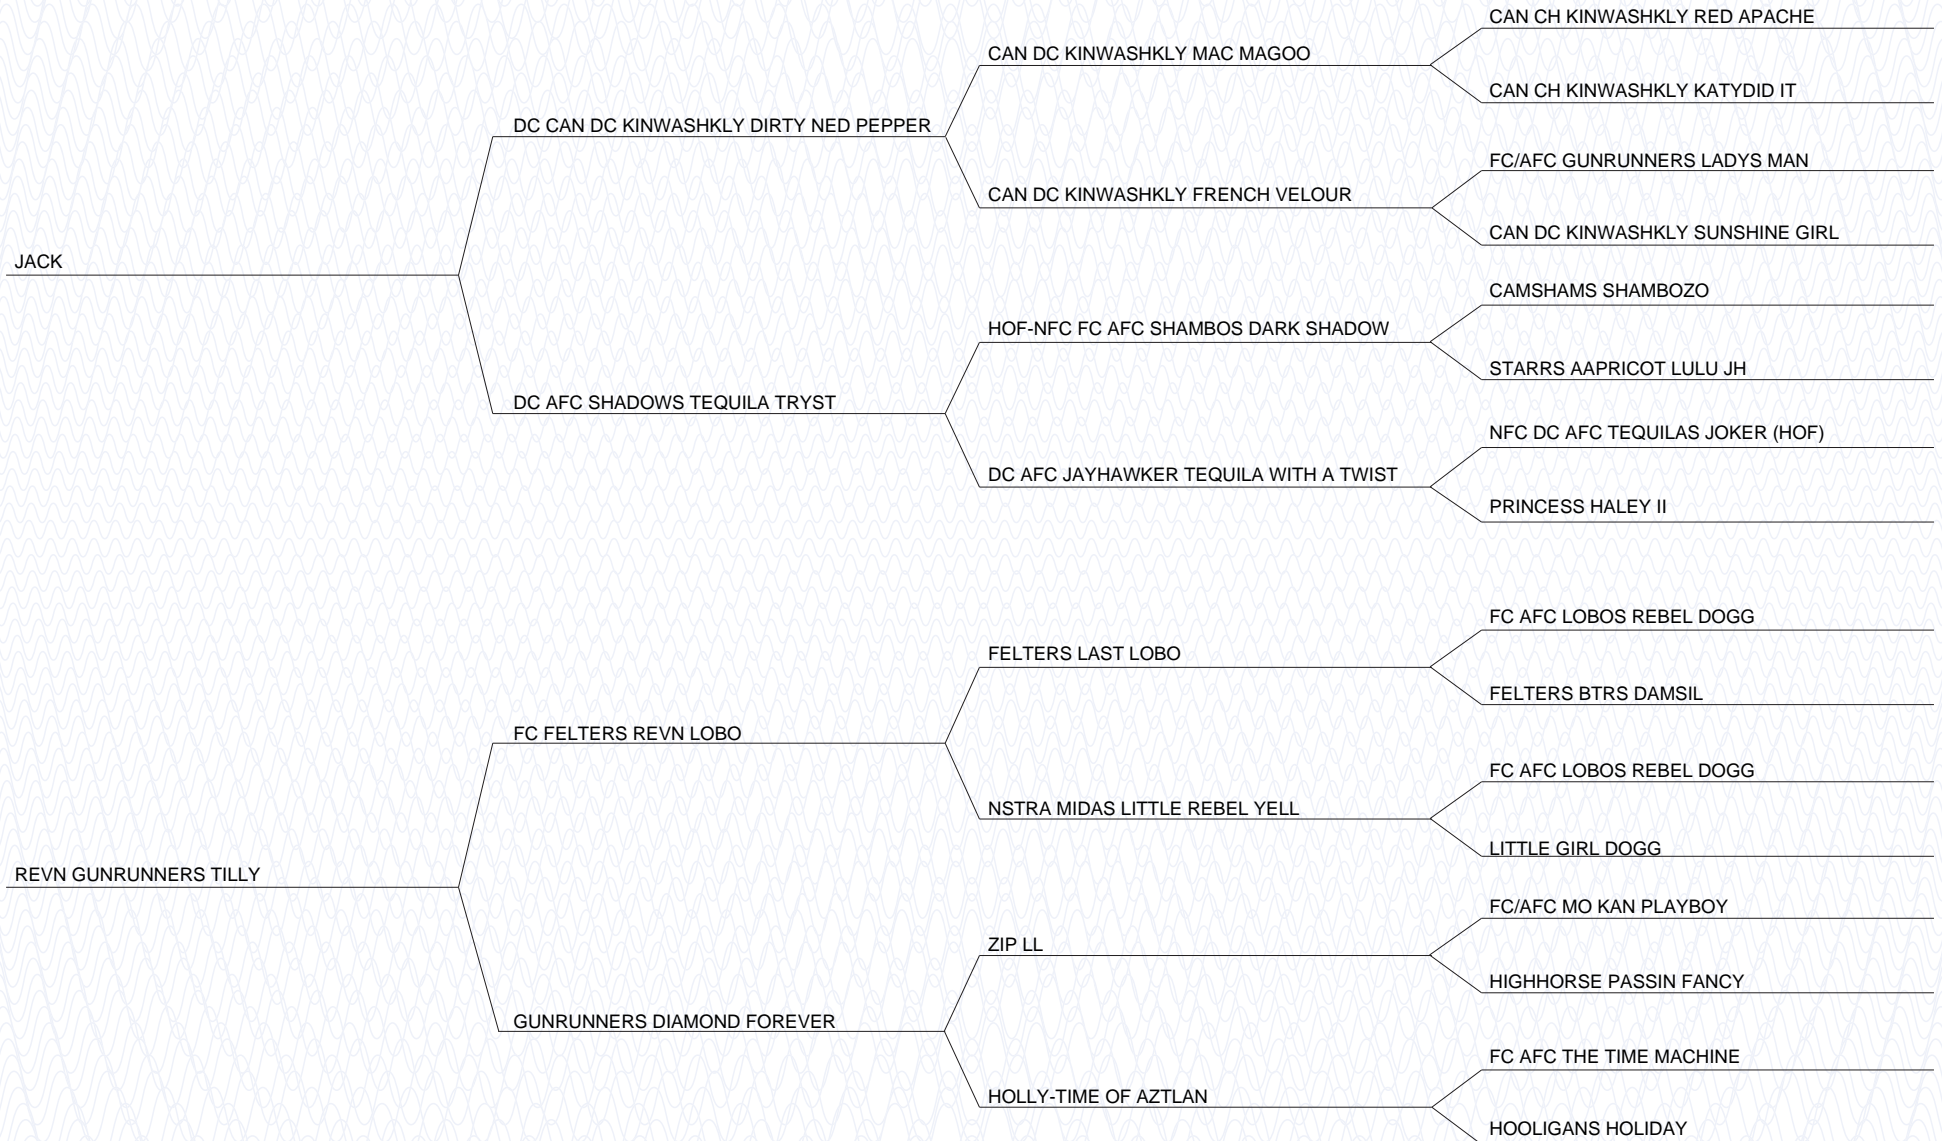 JACK
DC CAN DC KINWASHKLY DIRTY NED PEPPER
DC AFC SHADOWS TEQUILA TRYST
CAN DC KINWASHKLY MAC MAGOO
CAN DC KINWASHKLY FRENCH VELOUR
HOF-NFC FC AFC SHAMBOS DARK SHADOW
DC AFC JAYHAWKER TEQUILA WITH A TWIST
CAN CH KINWASHKLY RED APACHE
CAN CH KINWASHKLY KATYDID IT
FC/AFC GUNRUNNERS LADYS MAN
CAN DC KINWASHKLY SUNSHINE GIRL
CAMSHAMS SHAMBOZO
STARRS AAPRICOT LULU JH
NFC DC AFC TEQUILAS JOKER (HOF)
PRINCESS HALEY II
REVN GUNRUNNERS TILLY
FC FELTERS REVN LOBO
GUNRUNNERS DIAMOND FOREVER
FELTERS LAST LOBO
NSTRA MIDAS LITTLE REBEL YELL
ZIP LL
HOLLY-TIME OF AZTLAN
FC AFC LOBOS REBEL DOGG
FELTERS BTRS DAMSIL
FC AFC LOBOS REBEL DOGG
LITTLE GIRL DOGG
FC/AFC MO KAN PLAYBOY
HIGHHORSE PASSIN FANCY
FC AFC THE TIME MACHINE
HOOLIGANS HOLIDAY